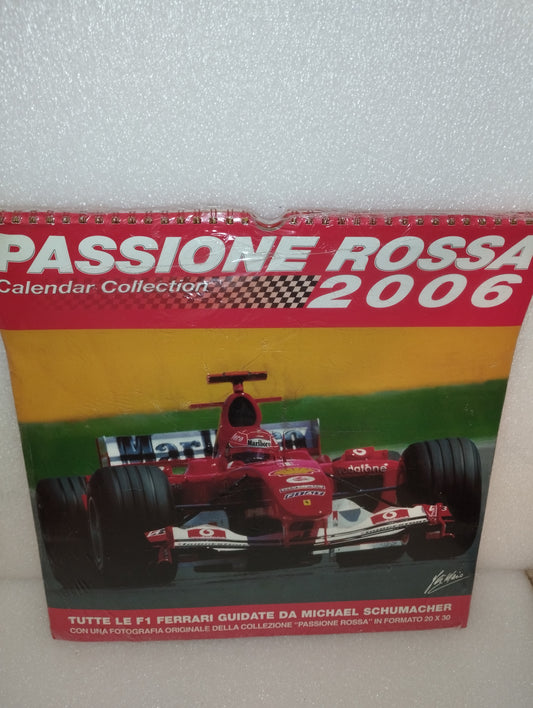 PASSIONE ROSSA
Calendar Collection
2006
Marlboro
vodafone
FIAT
TUTTE LE F1 FERRARI GUIDATE DA MICHAEL SCHUMACHER
CON UNA FOTOGRAFIA ORIGINALE DELLA COLLEZIONE "PASSIONE ROSSA" IN FORMATO 20 X 30